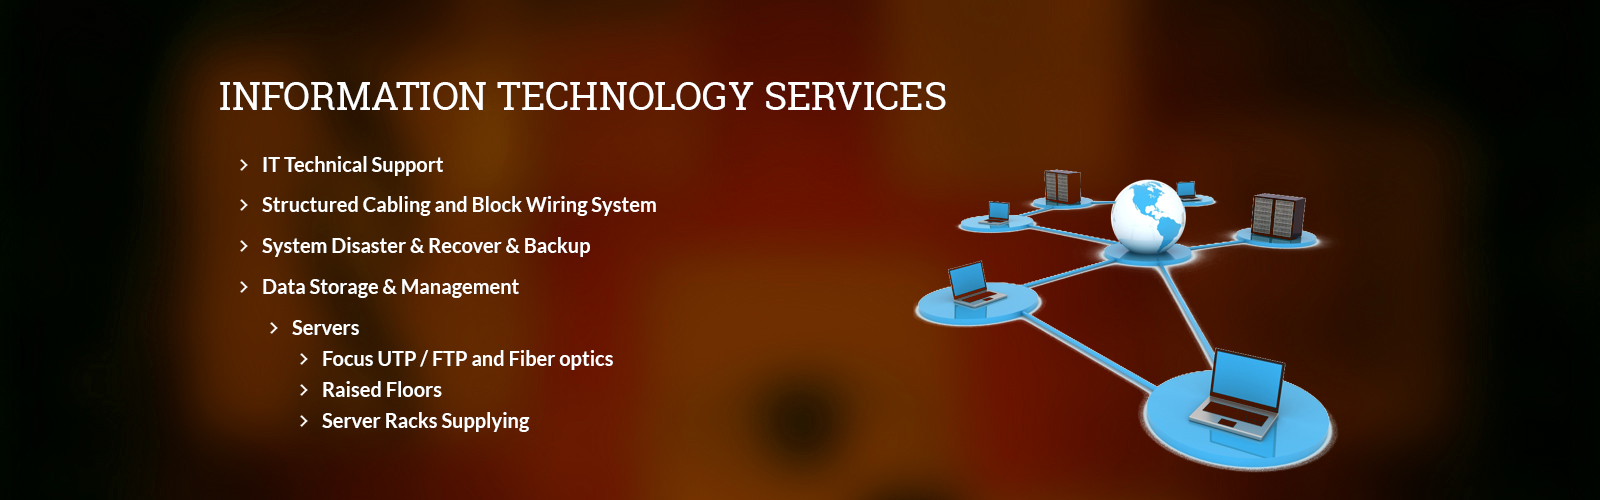 INFORMATION TECHNOLOGY SERVICES
IT Technical Support
Structured Cabling and Block Wiring System
System Disaster & Recover & Backup
Data Storage & Management
Servers
Focus UTP / FTP and Fiber optics
Raised Floors
Server Racks Supplying